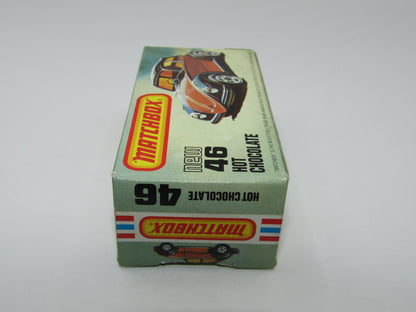 MATCHBOX
new
46
HOT
CHOCOLATE
46
HOT CHOCOLATE
MATCHBOX